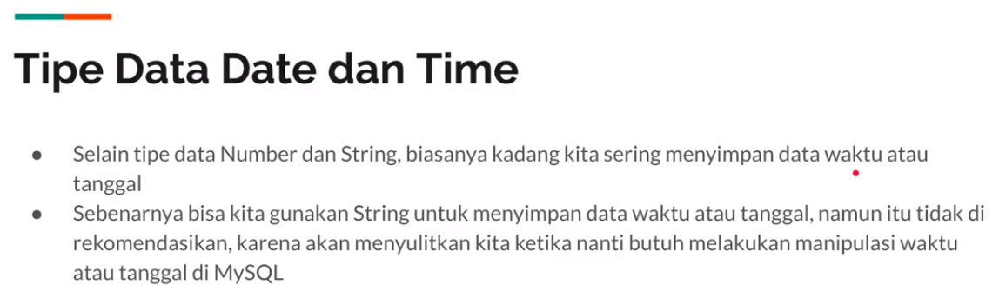 Tipe Data Date dan Time
● Selain tipe data Number dan String, biasanya kadang kita sering menyimpan data waktu atau
tanggal
● Sebenarnya bisa kita gunakan String untuk menyimpan data waktu atau tanggal, namun itu tidak di
rekomendasikan, karena akan menyulitkan kita ketika nanti butuh melakukan manipulasi waktu
atau tanggal di MySQL